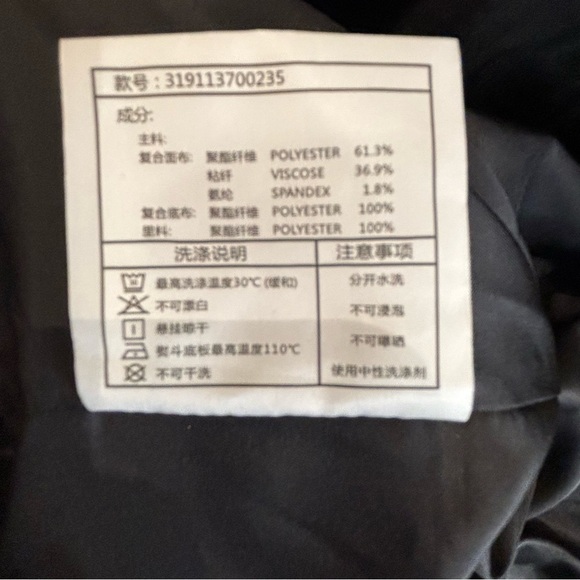 款号：319113700235
成分:
主料:
复合面布: 聚酯纤维 POLYESTER 61.3%
粘纤 VISCOSE 36.9%
氨纶 SPANDEX 1.8%
复合底布: 聚酯纤维 POLYESTER 100%
里料: 聚酯纤维 POLYESTER 100%
洗涤说明 注意事项
最高洗涤温度30℃ (缓和) 分开水洗
不可漂白 不可浸泡
悬挂晾干
不可曝晒
熨斗底板最高温度110℃
不可干洗 使用中性洗涤剂